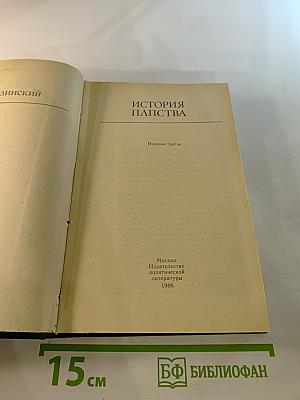 ЗИНСКИЙ
ИСТОРИЯ
ПАПСТВА
Издание третье
Москва
Издательство
политической
литературы
1986
15 см
БФ БИБЛИОФАН